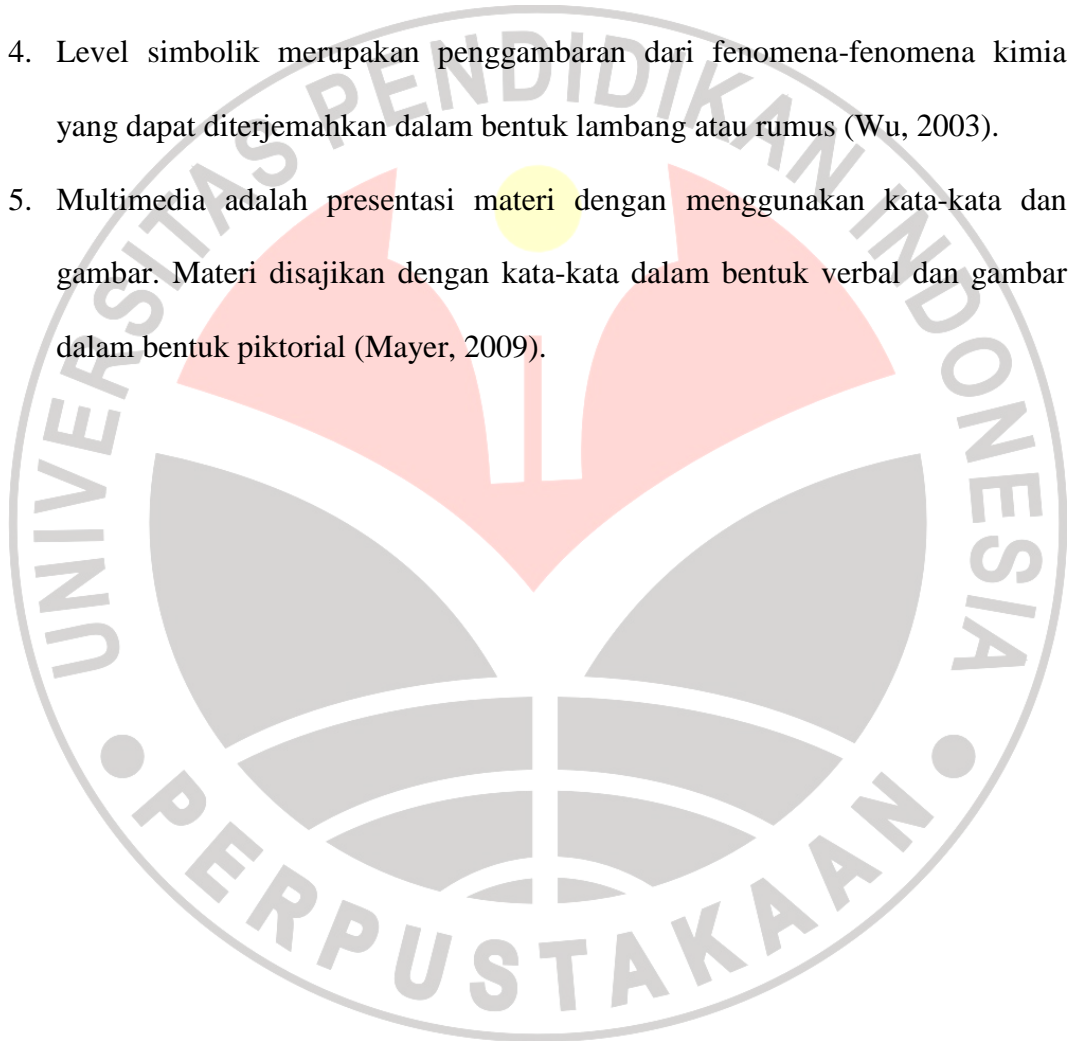 4. Level simbolik merupakan penggambaran dari fenomena-fenomena kimia
yang dapat diterjemahkan dalam bentuk lambang atau rumus (Wu, 2003).
5. Multimedia adalah presentasi materi dengan menggunakan kata-kata dan
gambar. Materi disajikan dengan kata-kata dalam bentuk verbal dan gambar
dalam bentuk piktorial (Mayer, 2009).
UNIVERSITAS PENDIDIKAN INDONESIA
PERPUSTAKAAN